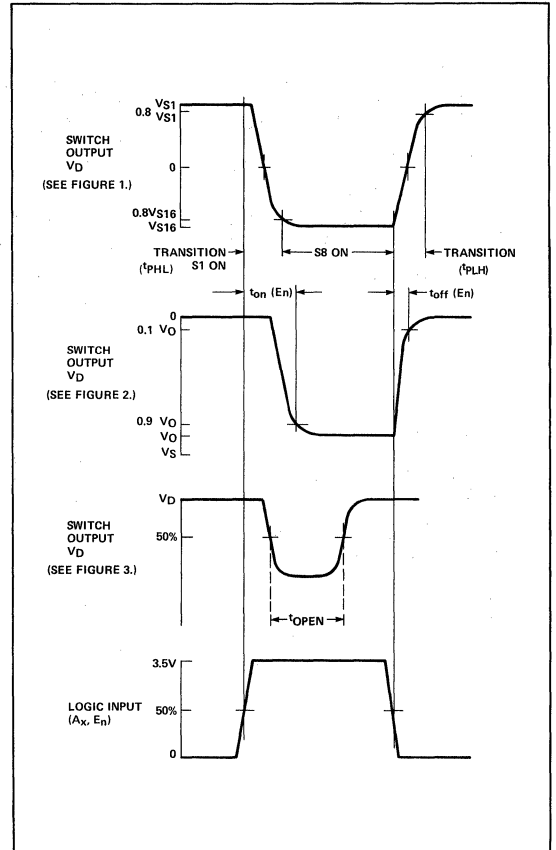 VS1
0.8
VS1
SWITCH
OUTPUT
VD
(SEE FIGURE 1.)
0
0.8VS16
VS16
TRANSITION
(tPHL) S1 ON
S8 ON
TRANSITION
(tPLH)
ton (En)
toff (En)
0
0.1 VO
SWITCH
OUTPUT
VD
(SEE FIGURE 2.)
0.9 VO
VO
VS
VD
SWITCH
OUTPUT
VD
(SEE FIGURE 3.)
50%
tOPEN
3.5V
LOGIC INPUT
(Ax, En)
50%
0